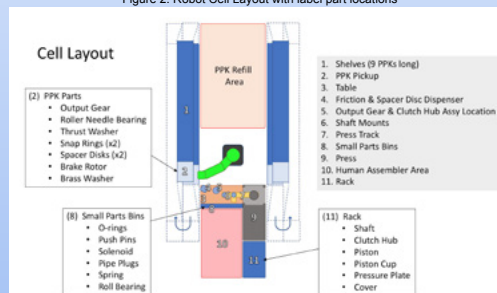 Figure 2. Robot Cell Layout with label part locations
Cell Layout
(2) PPK Parts
• Output Gear
• Roller Needle Bearing
• Thrust Washer
• Snap Rings (x2)
• Spacer Disks (x2)
• Brake Rotor
• Brass Washer
PPK Refill
Area
1
2
1. Shelves (9 PPKs long)
2. PPK Pickup
3. Table
4. Friction & Spacer Disc Dispenser
5. Output Gear & Clutch Hub Assy Location
6. Shaft Mounts
7. Press Track
8. Small Parts Bins
9. Press
10. Human Assembler Area
11. Rack
(8) Small Parts Bins
• O-rings
• Push Pins
• Solenoid
• Pipe Plugs
• Spring
• Roll Bearing
3
8
9
10
11
(11) Rack
• Shaft
• Clutch Hub
• Piston
• Piston Cup
• Pressure Plate
• Cover